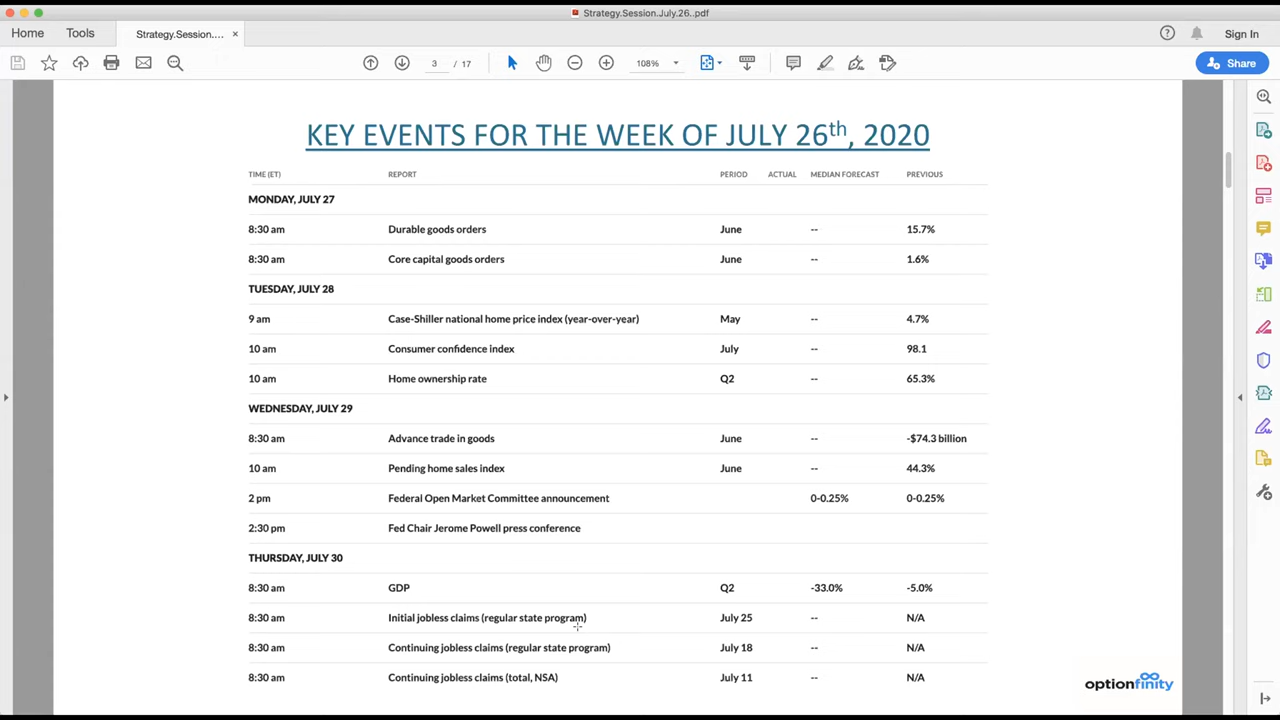 Strategy.Session.July.26..pdf
Home Tools Strategy.Session.... × Sign In
3 / 17 108% Share
KEY EVENTS FOR THE WEEK OF JULY 26th, 2020
TIME (ET) REPORT PERIOD ACTUAL MEDIAN FORECAST PREVIOUS
MONDAY, JULY 27
8:30 am Durable goods orders June -- 15.7%
8:30 am Core capital goods orders June -- 1.6%
TUESDAY, JULY 28
9 am Case-Shiller national home price index (year-over-year) May -- 4.7%
10 am Consumer confidence index July -- 98.1
10 am Home ownership rate Q2 -- 65.3%
WEDNESDAY, JULY 29
8:30 am Advance trade in goods June -- -$74.3 billion
10 am Pending home sales index June -- 44.3%
2 pm Federal Open Market Committee announcement 0-0.25% 0-0.25%
2:30 pm Fed Chair Jerome Powell press conference
THURSDAY, JULY 30
8:30 am GDP Q2 -33.0% -5.0%
8:30 am Initial jobless claims (regular state program) July 25 -- N/A
8:30 am Continuing jobless claims (regular state program) July 18 -- N/A
8:30 am Continuing jobless claims (total, NSA) July 11 -- N/A
optionfinity